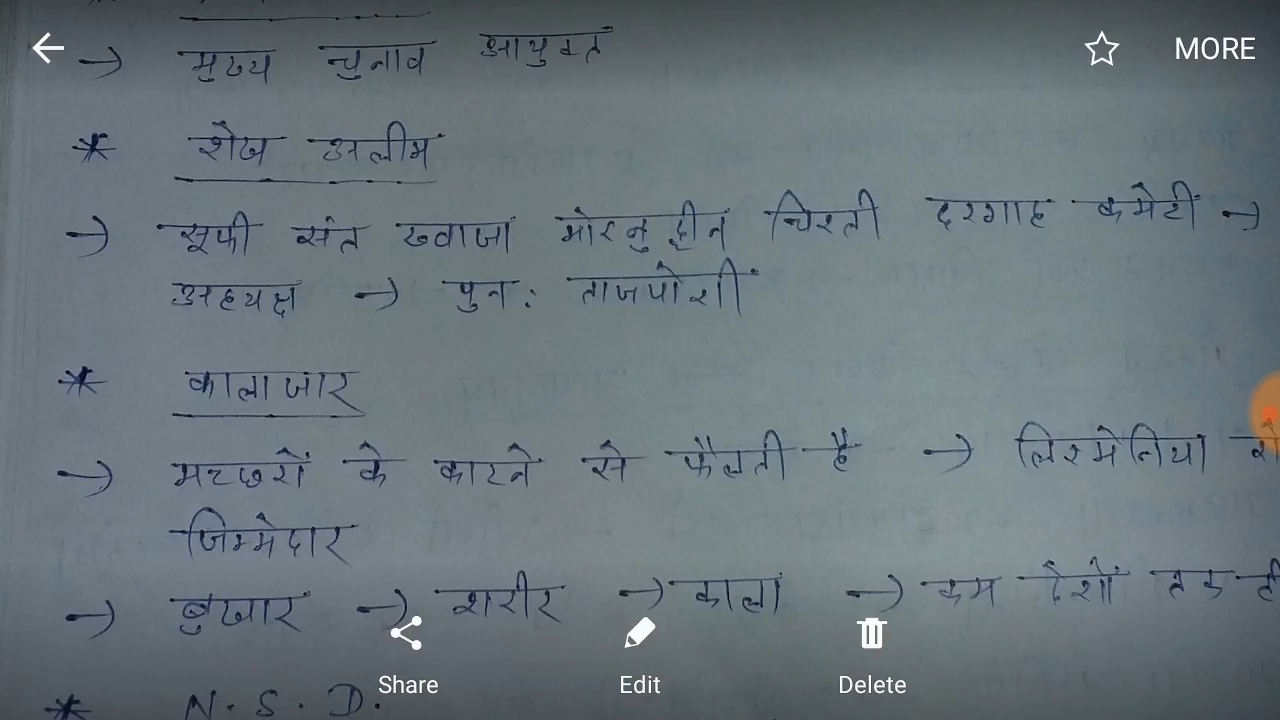 MORE
→ मुख्य चुनाव आयुक्त
* शेख अलीम
→ सूफी संत ख्वाजा मोइनुद्दीन चिश्ती दरगाह कमेटी →
अध्यक्ष → पुनः ताजपोशी
* कालाजार
→ मच्छरों के काटने से फैलती है → लिश्मेनिया
जिम्मेदार
→ बुखार → शरीर → काला → कम देशों तक ही
Share Edit Delete
* N. S. D.